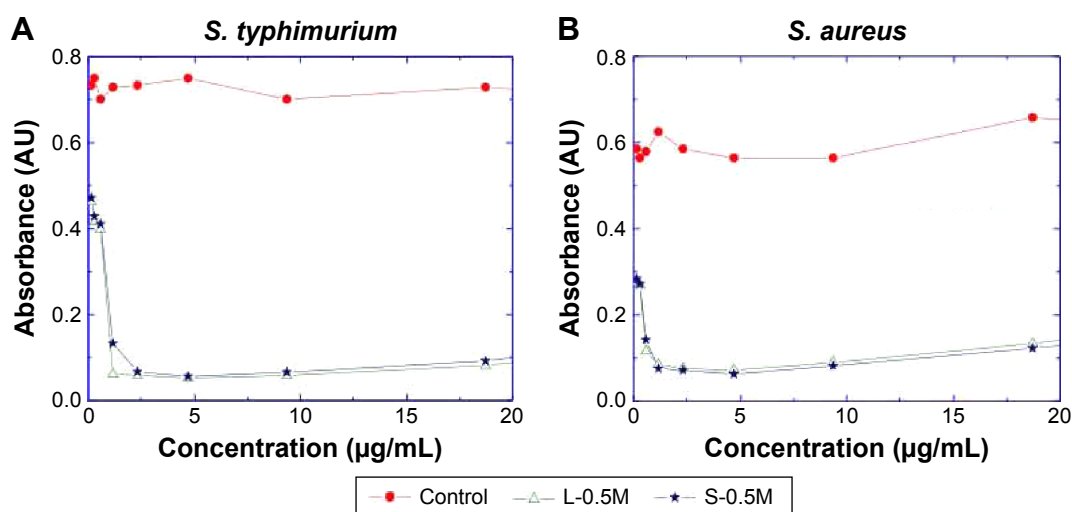 A
S. typhimurium
0.8
0.6
0.4
0.2
0.0
Absorbance (AU)
0
5
10
15
20
Concentration (µg/mL)
B
S. aureus
0.8
0.6
0.4
0.2
0.0
Absorbance (AU)
0
5
10
15
20
Concentration (µg/mL)
Control
L-0.5M
S-0.5M